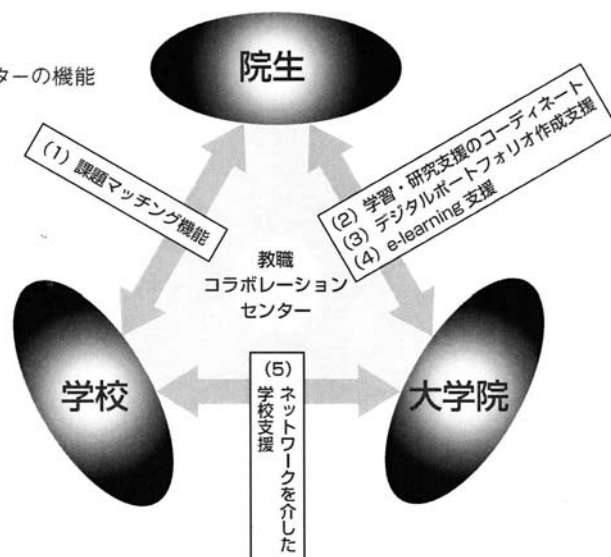 ターの機能
院生
(1) 課題マッチング機能
(2) 学習・研究支援のコーディネート
(3) デジタルポートフォリオ作成支援
(4) e-learning 支援
教職
コラボレーション
センター
学校
大学院
(5) ネットワークを介した
学校支援